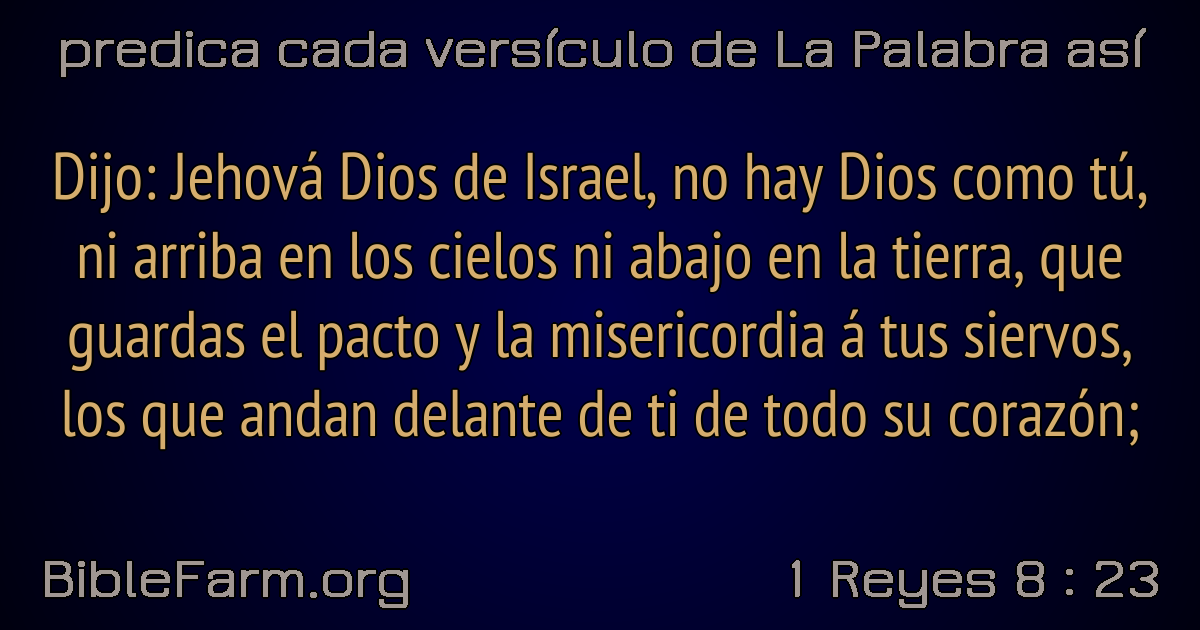 predica cada versículo de La Palabra así
Dijo: Jehová Dios de Israel, no hay Dios como tú,
ni arriba en los cielos ni abajo en la tierra, que
guardas el pacto y la misericordia á tus siervos,
los que andan delante de ti de todo su corazón;
BibleFarm.org
1 Reyes 8 : 23